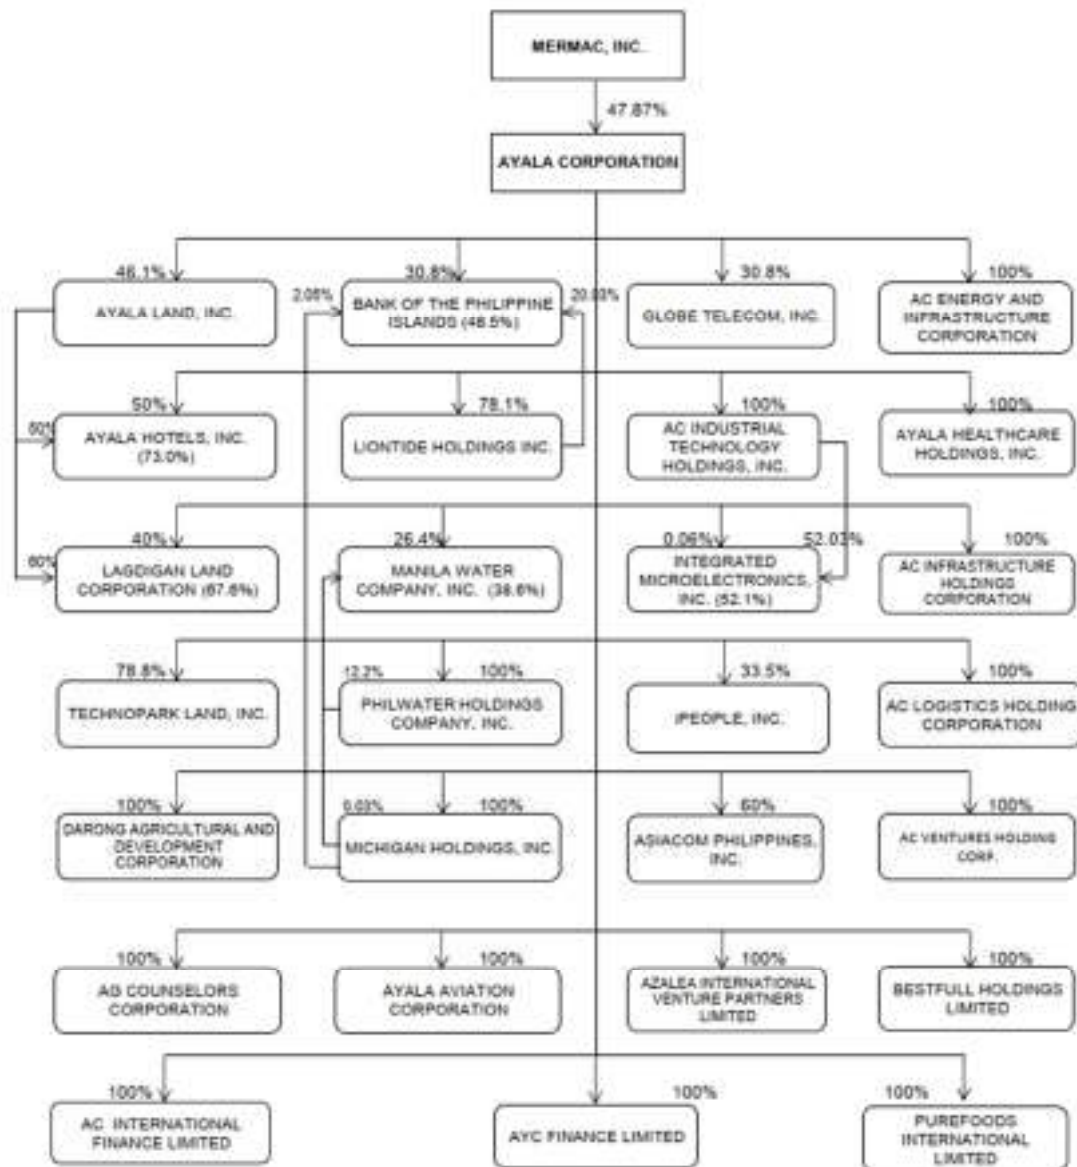 MERMAC, INC.
47.87%
AYALA CORPORATION
46.1%
30.8%
30.8%
100%
2.06%
20.03%
AYALA LAND, INC.
BANK OF THE PHILIPPINE
ISLANDS (48.5%)
GLOBE TELECOM, INC.
AC ENERGY AND
INFRASTRUCTURE
CORPORATION
50%
78.1%
100%
100%
50%
AYALA HOTELS, INC.
(73.0%)
LIONTIDE HOLDINGS INC.
AC INDUSTRIAL
TECHNOLOGY
HOLDINGS, INC.
AYALA HEALTHCARE
HOLDINGS, INC.
40%
26.4%
0.06%
52.03%
100%
60%
LAGDIGAN LAND
CORPORATION (67.6%)
MANILA WATER
COMPANY, INC. (38.6%)
INTEGRATED
MICROELECTRONICS,
INC. (52.1%)
AC INFRASTRUCTURE
HOLDINGS
CORPORATION
78.8%
12.2%
100%
33.5%
100%
TECHNOPARK LAND, INC.
PHILWATER HOLDINGS
COMPANY, INC.
iPEOPLE, INC.
AC LOGISTICS HOLDING
CORPORATION
100%
0.03%
100%
60%
100%
DARONG AGRICULTURAL AND
DEVELOPMENT
CORPORATION
MICHIGAN HOLDINGS, INC.
ASIACOM PHILIPPINES,
INC.
AC VENTURES HOLDING
CORP.
100%
100%
100%
100%
AG COUNSELORS
CORPORATION
AYALA AVIATION
CORPORATION
AZALEA INTERNATIONAL
VENTURE PARTNERS
LIMITED
BESTFULL HOLDINGS
LIMITED
100%
100%
100%
AC INTERNATIONAL
FINANCE LIMITED
AYC FINANCE LIMITED
PUREFOODS
INTERNATIONAL
LIMITED